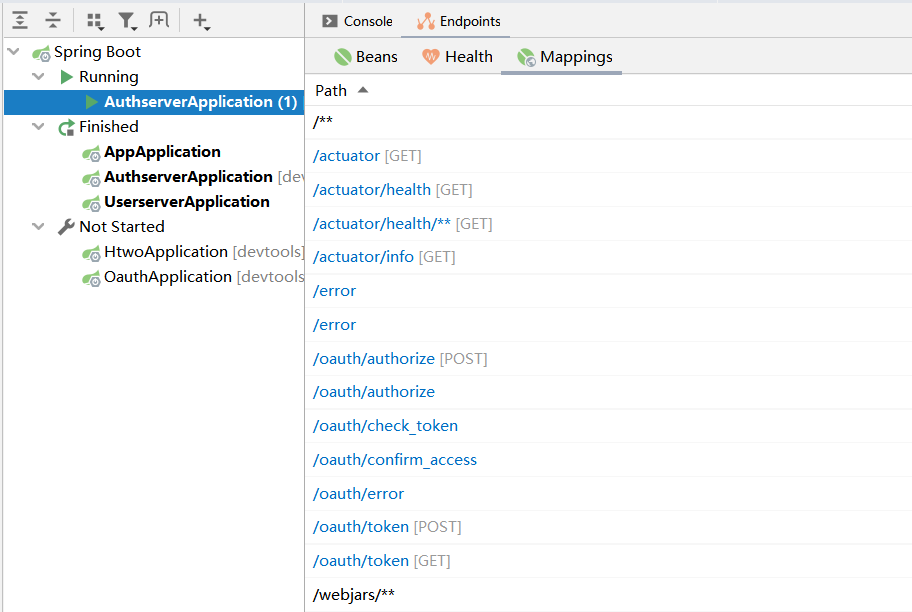 Spring Boot
Running
AuthserverApplication (1)
Finished
AppApplication
AuthserverApplication [dev
UserserverApplication
Not Started
HtwoApplication [devtools]
OauthApplication [devtools
Console Endpoints
Beans Health Mappings
Path
/**
/actuator [GET]
/actuator/health [GET]
/actuator/health/** [GET]
/actuator/info [GET]
/error
/error
/oauth/authorize [POST]
/oauth/authorize
/oauth/check_token
/oauth/confirm_access
/oauth/error
/oauth/token [POST]
/oauth/token [GET]
/webjars/**